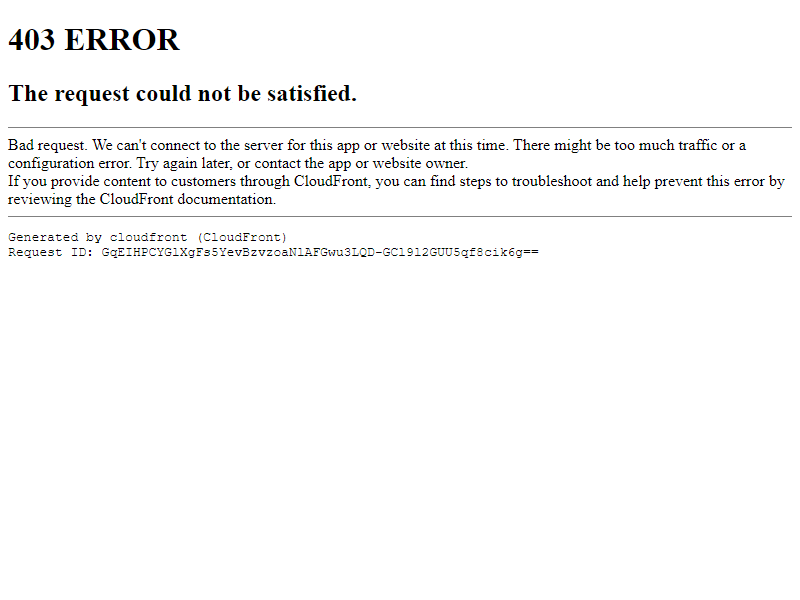 403 ERROR
The request could not be satisfied.
Bad request. We can't connect to the server for this app or website at this time. There might be too much traffic or a
configuration error. Try again later, or contact the app or website owner.
If you provide content to customers through CloudFront, you can find steps to troubleshoot and help prevent this error by
reviewing the CloudFront documentation.
Generated by cloudfront (CloudFront)
Request ID: GqEIHPCYGlXgFs5YevBzvzoaNlAFGwu3LQD-GCl9l2GUU5qf8cik6g==